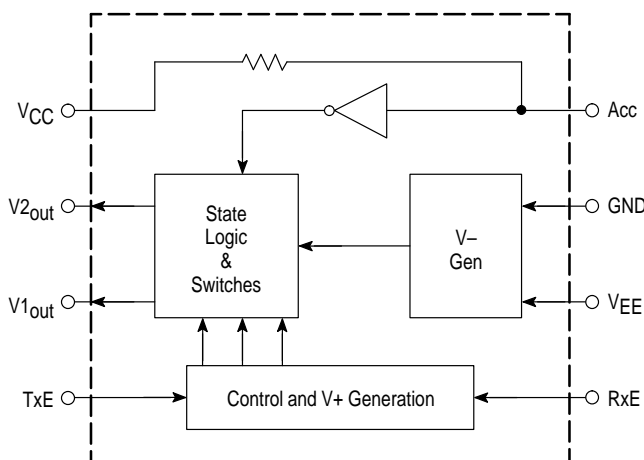 VCC
Acc
V2out
State
Logic
&
Switches
V–
Gen
GND
V1out
VEE
TxE
Control and V+ Generation
RxE